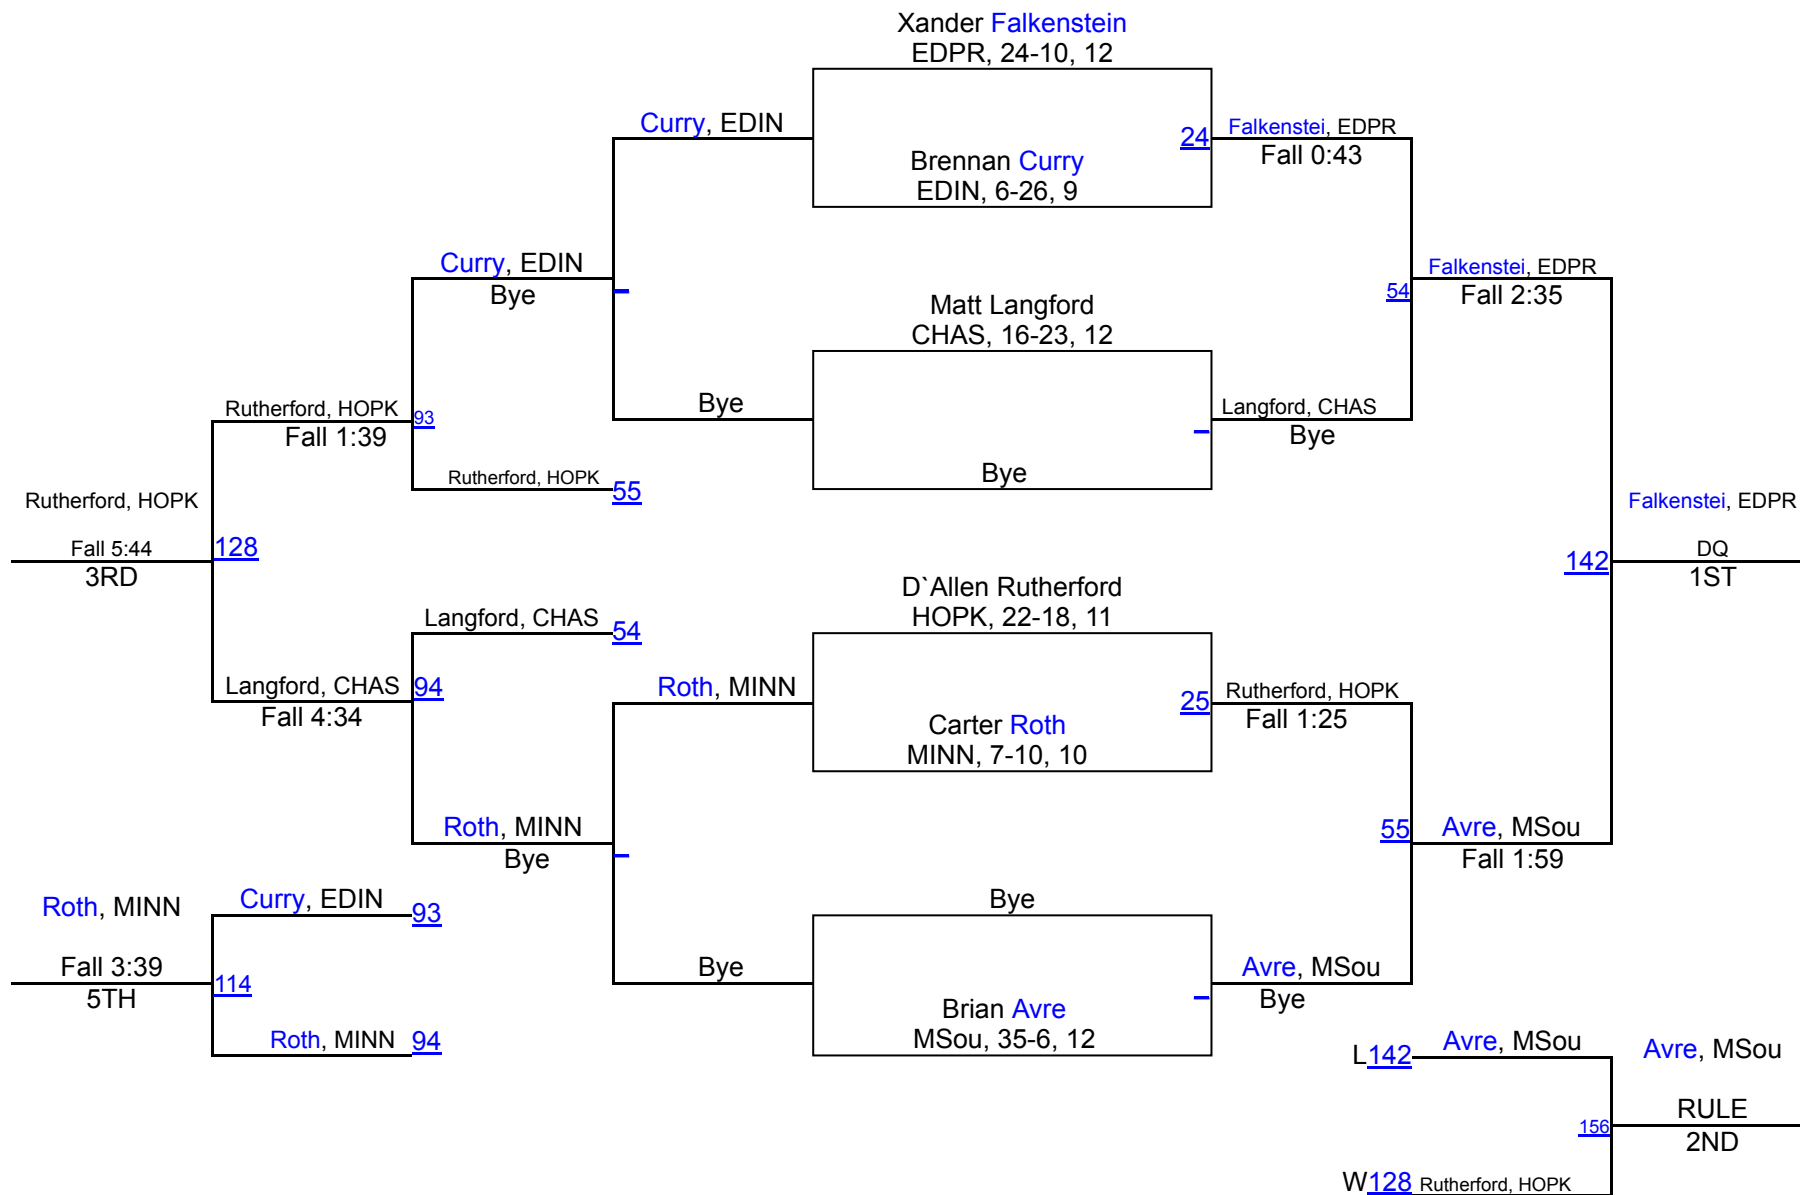 Xander Falkenstein
EDPR, 24-10, 12
Curry, EDIN
24
Falkenstei, EDPR
Fall 0:43
Brennan Curry
EDIN, 6-26, 9
Curry, EDIN
Bye
Falkenstei, EDPR
54
Fall 2:35
Matt Langford
CHAS, 16-23, 12
Rutherford, HOPK
93
Fall 1:39
Bye
Langford, CHAS
Bye
Rutherford, HOPK
55
Bye
Rutherford, HOPK
Fall 5:44
128
3RD
Falkenstei, EDPR
DQ
142
1ST
D`Allen Rutherford
HOPK, 22-18, 11
Langford, CHAS
54
Langford, CHAS
94
Fall 4:34
Roth, MINN
25
Rutherford, HOPK
Fall 1:25
Carter Roth
MINN, 7-10, 10
Roth, MINN
Bye
55
Avre, MSou
Fall 1:59
Roth, MINN
Curry, EDIN
93
Bye
Fall 3:39
114
5TH
Bye
Avre, MSou
Bye
Brian Avre
MSou, 35-6, 12
Roth, MINN
94
L142
Avre, MSou
Avre, MSou
RULE
156
2ND
W128
Rutherford, HOPK